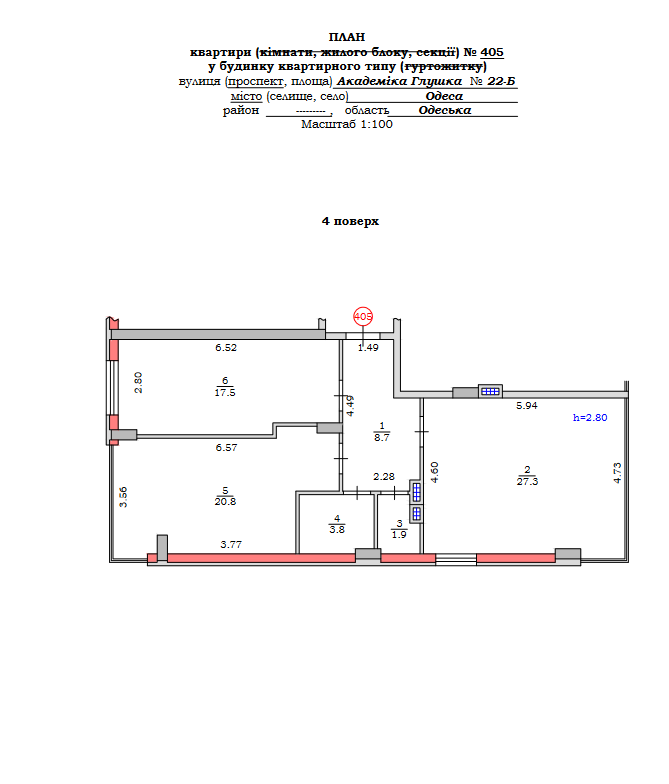 ПЛАН
квартири (кімнати, жилого блоку, секції) № 405
у будинку квартирного типу (гуртожитку)
вулиця (проспект, площа) Академіка Глушка № 22-Б
місто (селище, село) Одеса
район --------- , область Одеська
Масштаб 1:100
4 поверх
405
6.52
1.49
2.80
6
17.5
4.49
5.94
h=2.80
1
8.7
6.57
2.28
4.60
2
27.3
4.73
3.56
5
20.8
4
3.8
3
1.9
3.77